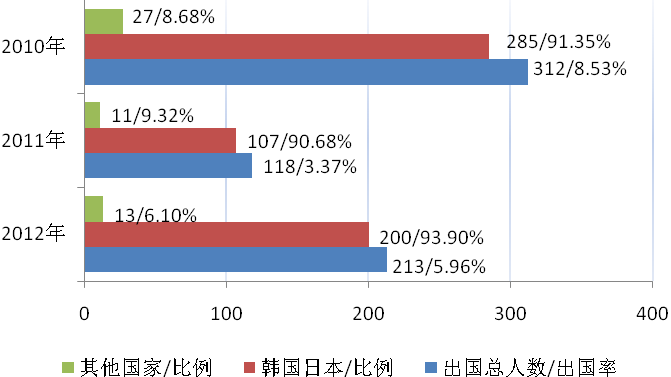 27/8.68%
2010年
285/91.35%
312/8.53%
11/9.32%
2011年
107/90.68%
118/3.37%
13/6.10%
2012年
200/93.90%
213/5.96%
0 100 200 300 400
其他国家/比例 韩国日本/比例 出国总人数/出国率